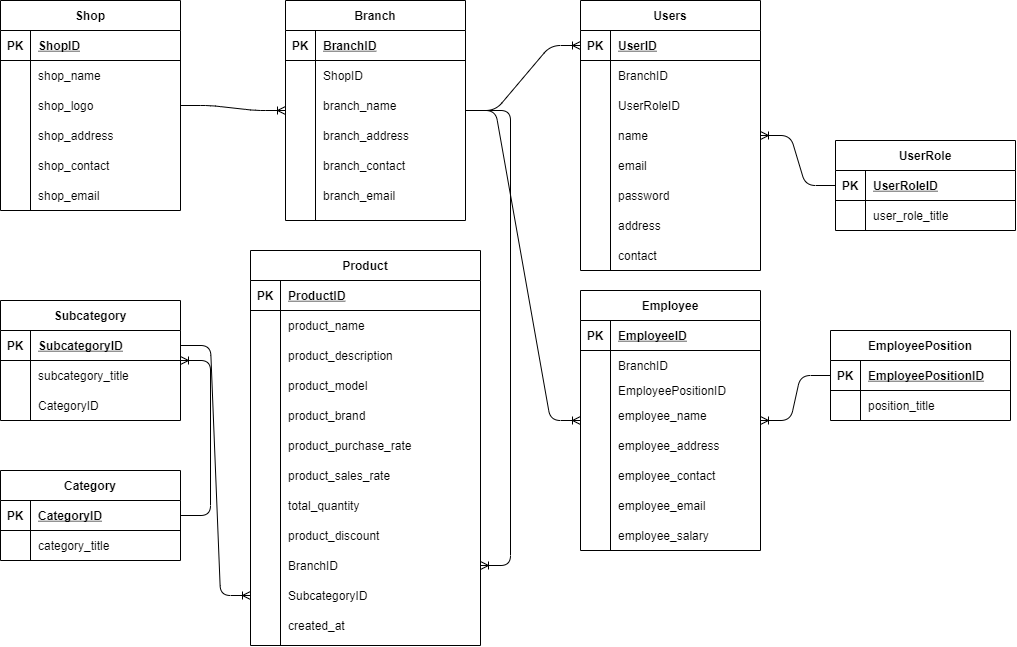 Shop
PK ShopID
shop_name
shop_logo
shop_address
shop_contact
shop_email
Branch
PK BranchID
ShopID
branch_name
branch_address
branch_contact
branch_email
Users
PK UserID
BranchID
UserRoleID
name
email
password
address
contact
UserRole
PK UserRoleID
user_role_title
Subcategory
PK SubcategoryID
subcategory_title
CategoryID
Category
PK CategoryID
category_title
Product
PK ProductID
product_name
product_description
product_model
product_brand
product_purchase_rate
product_sales_rate
total_quantity
product_discount
BranchID
SubcategoryID
created_at
Employee
PK EmployeeID
BranchID
EmployeePositionID
employee_name
employee_address
employee_contact
employee_email
employee_salary
EmployeePosition
PK EmployeePositionID
position_title